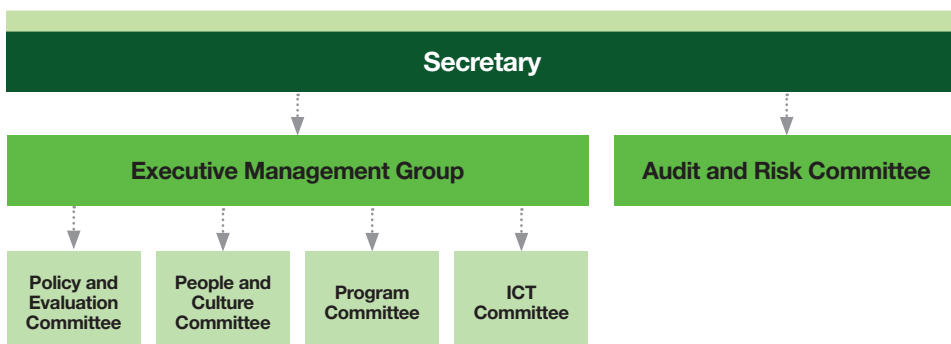 Secretary
Executive Management Group
Audit and Risk Committee
Policy and
Evaluation
Committee
People and
Culture
Committee
Program
Committee
ICT
Committee